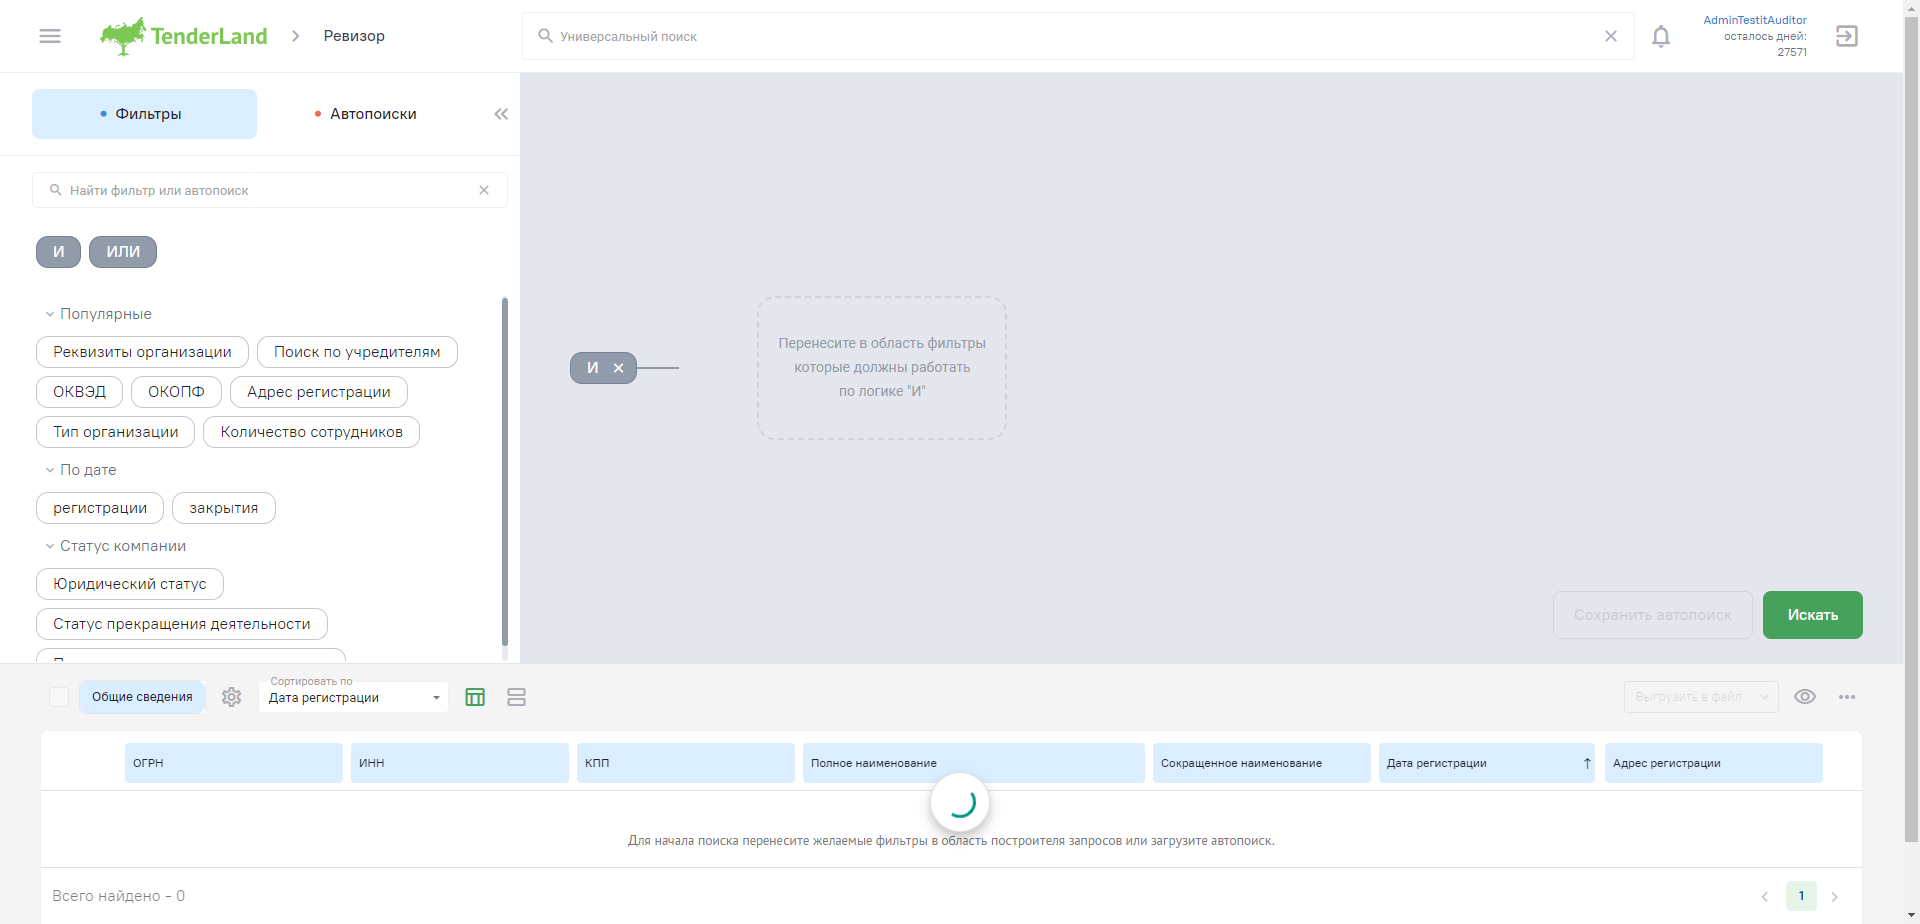 TenderLand
Ревизор
Универсальный поиск
AdminTestitAuditor
осталось дней:
27571
Фильтры
Автопоиски
Найти фильтр или автопоиск
И
ИЛИ
Популярные
Реквизиты организации
Поиск по учредителям
ОКВЭД
ОКОПФ
Адрес регистрации
Тип организации
Количество сотрудников
По дате
регистрации
закрытия
Статус компании
Юридический статус
Статус прекращения деятельности
И
Перенесите в область фильтры
которые должны работать
по логике "И"
Сохранить автопоиск
Искать
Общие сведения
Сортировать по
Дата регистрации
Выгрузить в файл
ОГРН
ИНН
КПП
Полное наименование
Сокращенное наименование
Дата регистрации
Адрес регистрации
Для начала поиска перенесите желаемые фильтры в область построителя запросов или загрузите автопоиск.
Всего найдено - 0
1